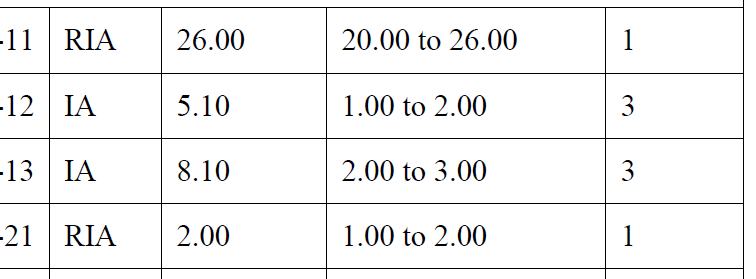 -11 RIA 26.00 20.00 to 26.00 1
-12 IA 5.10 1.00 to 2.00 3
-13 IA 8.10 2.00 to 3.00 3
-21 RIA 2.00 1.00 to 2.00 1